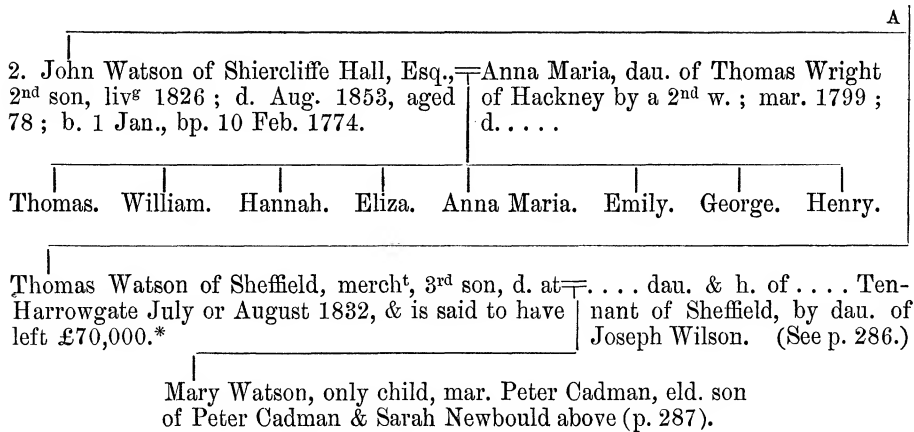 A
2. John Watson of Shiercliffe Hall, Esq.,
2nd son, livg 1826 ; d. Aug. 1853, aged
78 ; b. 1 Jan., bp. 10 Feb. 1774.
Anna Maria, dau. of Thomas Wright
of Hackney by a 2nd w. ; mar. 1799 ;
d. . . . .
Thomas. William. Hannah. Eliza. Anna Maria. Emily. George. Henry.
Thomas Watson of Sheffield, mercht, 3rd son, d. at
Harrowgate July or August 1832, & is said to have
left £70,000.*
. . . . dau. & h. of . . . . Ten-
nant of Sheffield, by dau. of
Joseph Wilson. (See p. 286.)
Mary Watson, only child, mar. Peter Cadman, eld. son
of Peter Cadman & Sarah Newbould above (p. 287).